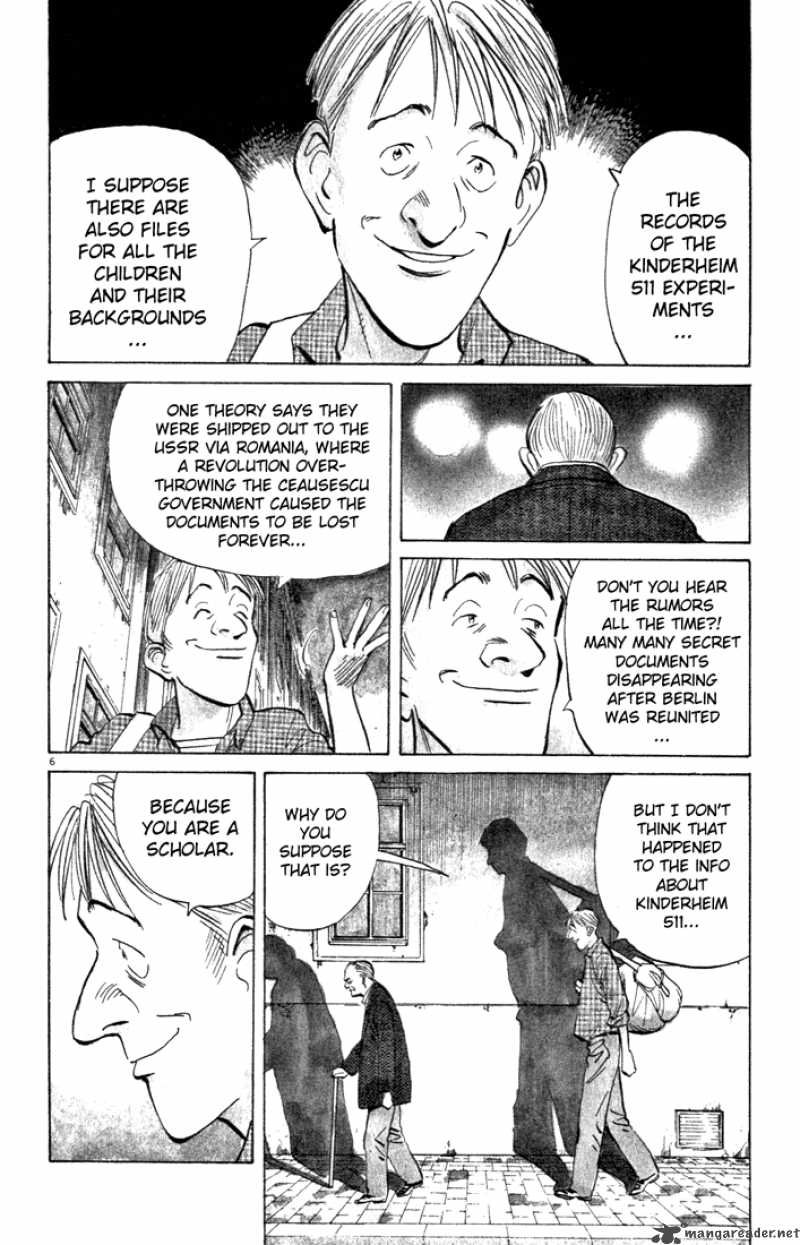 THE
RECORDS
OF THE
KINDERHEIM
511 EXPERI-
MENTS
...
I SUPPOSE
THERE ARE
ALSO FILES
FOR ALL THE
CHILDREN
AND THEIR
BACKGROUNDS
...
DON'T YOU HEAR
THE RUMORS
ALL THE TIME?!
MANY MANY SECRET
DOCUMENTS
DISAPPEARING
AFTER BERLIN
WAS REUNITED
...
ONE THEORY SAYS THEY
WERE SHIPPED OUT TO THE
USSR VIA ROMANIA, WHERE
A REVOLUTION OVER-
THROWING THE CEAUSESCU
GOVERNMENT CAUSED THE
DOCUMENTS TO BE LOST
FOREVER...
6
BUT I DON'T
THINK THAT
HAPPENED
TO THE INFO
ABOUT
KINDERHEIM
511...
WHY DO
YOU
SUPPOSE
THAT IS?
BECAUSE
YOU ARE A
SCHOLAR.
mangareader.net